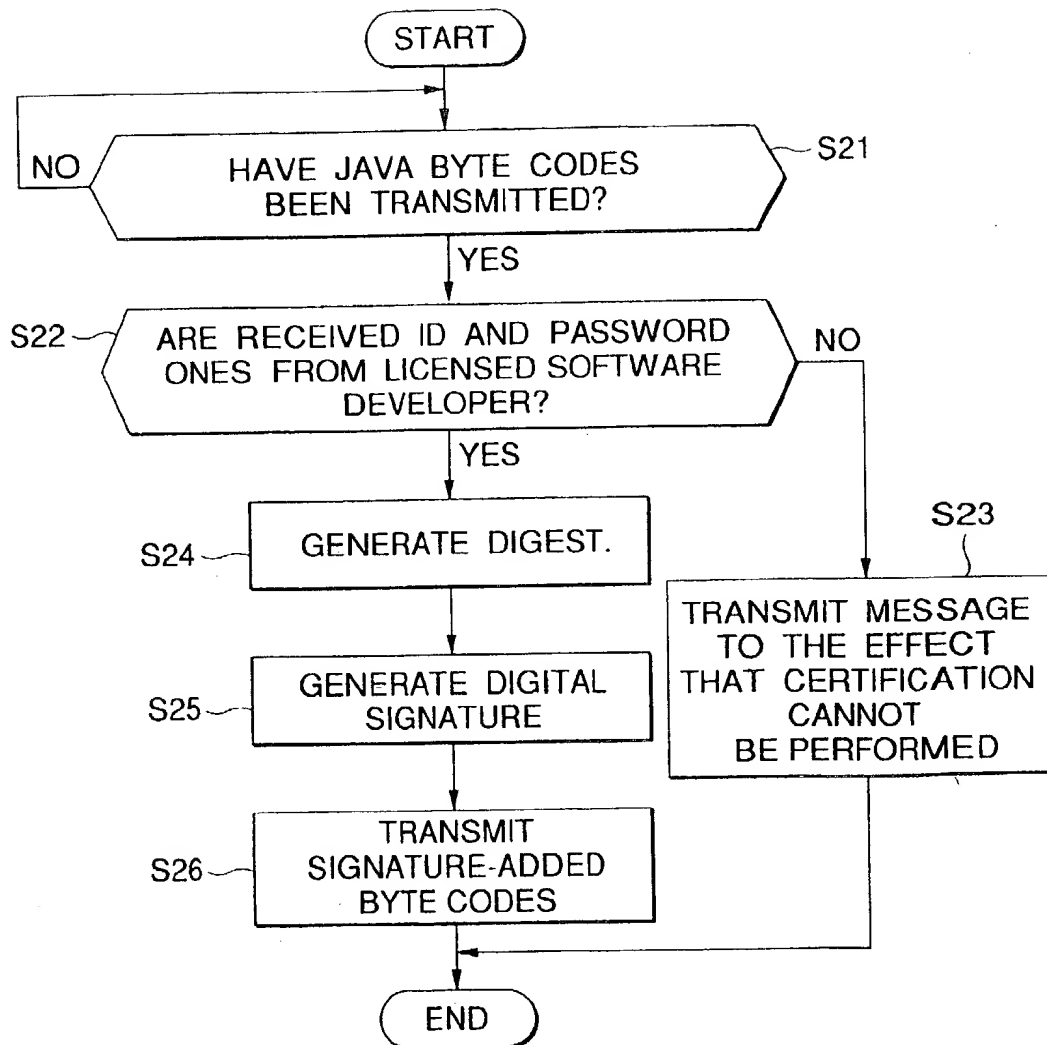 START
NO
HAVE JAVA BYTE CODES
BEEN TRANSMITTED?
S21
YES
S22
ARE RECEIVED ID AND PASSWORD
ONES FROM LICENSED SOFTWARE
DEVELOPER?
NO
YES
S24
GENERATE DIGEST.
S23
TRANSMIT MESSAGE
TO THE EFFECT
THAT CERTIFICATION
CANNOT
BE PERFORMED
S25
GENERATE DIGITAL
SIGNATURE
S26
TRANSMIT
SIGNATURE-ADDED
BYTE CODES
END